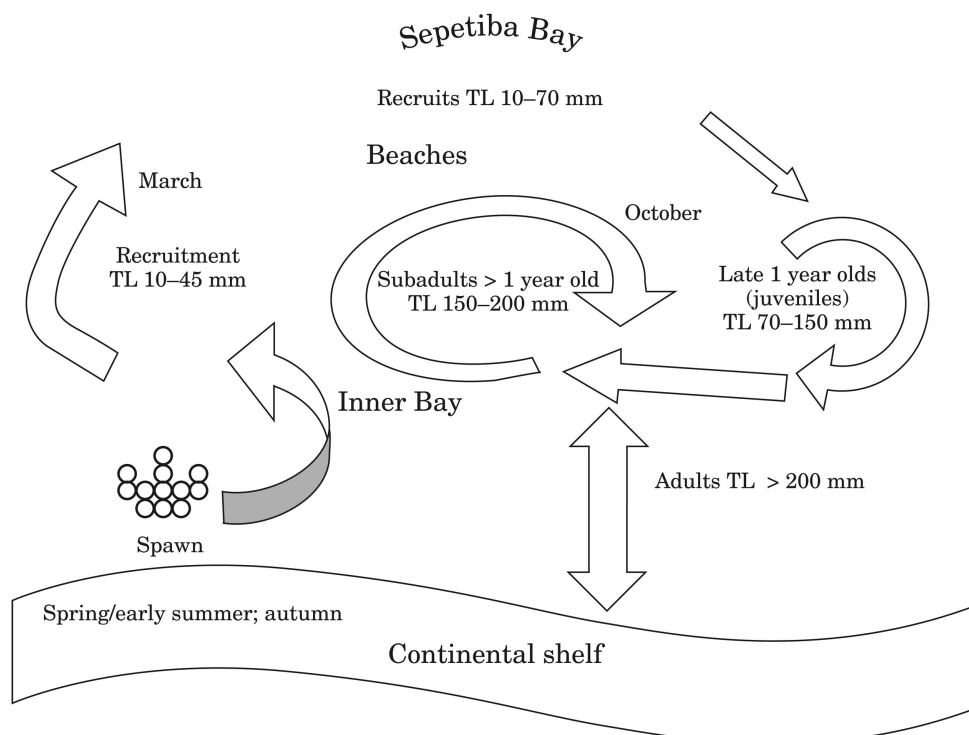 Sepetiba Bay
Recruits TL 10–70 mm
Beaches
March
October
Recruitment
TL 10–45 mm
Subadults > 1 year old
TL 150–200 mm
Late 1 year olds
(juveniles)
TL 70–150 mm
Inner Bay
Adults TL > 200 mm
Spawn
Spring/early summer; autumn
Continental shelf